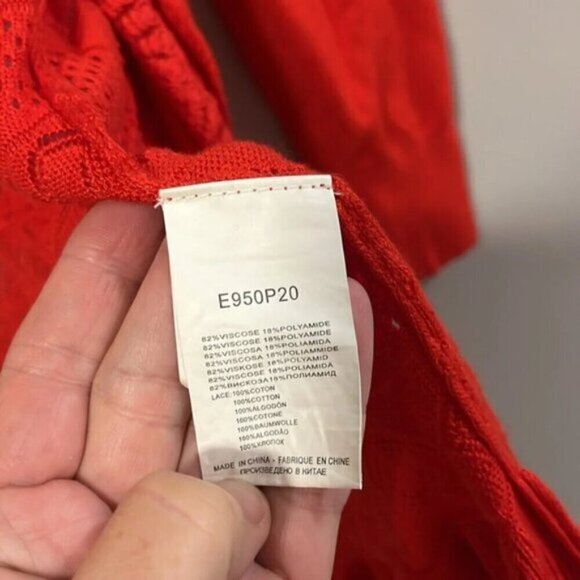 E950P20
82%VISCOSE 18%POLYAMIDE
82%VISCOSE 18%POLYAMIDE
82%VISCOSA 18%POLIAMIDA
82%VISCOSA 18%POLIAMMIDE
82%VISKOSE 18%POLYAMID
82%VISCOSE 18%POLIAMIDA
82%ВИСКОЗА18%ПОЛИАМИД
LACE:100%COTTON
100%COTTON
100%ALGODÓN
100%COTONE
100%BAUMWOLLE
100%ALGODÃO
100%ХЛОПОК
MADE IN CHINA - FABRIQUE EN CHINE
ПРОИЗВЕДЕНО В КИТАЕ